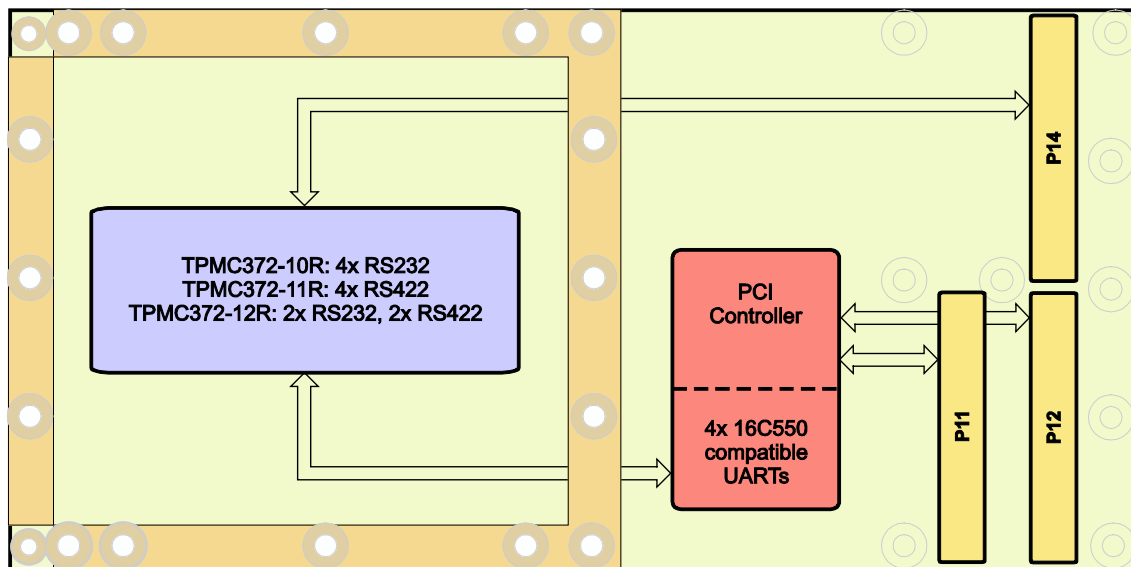 TPMC372-10R: 4x RS232
TPMC372-11R: 4x RS422
TPMC372-12R: 2x RS232, 2x RS422
PCI
Controller
4x 16C550
compatible
UARTs
P14
P11
P12